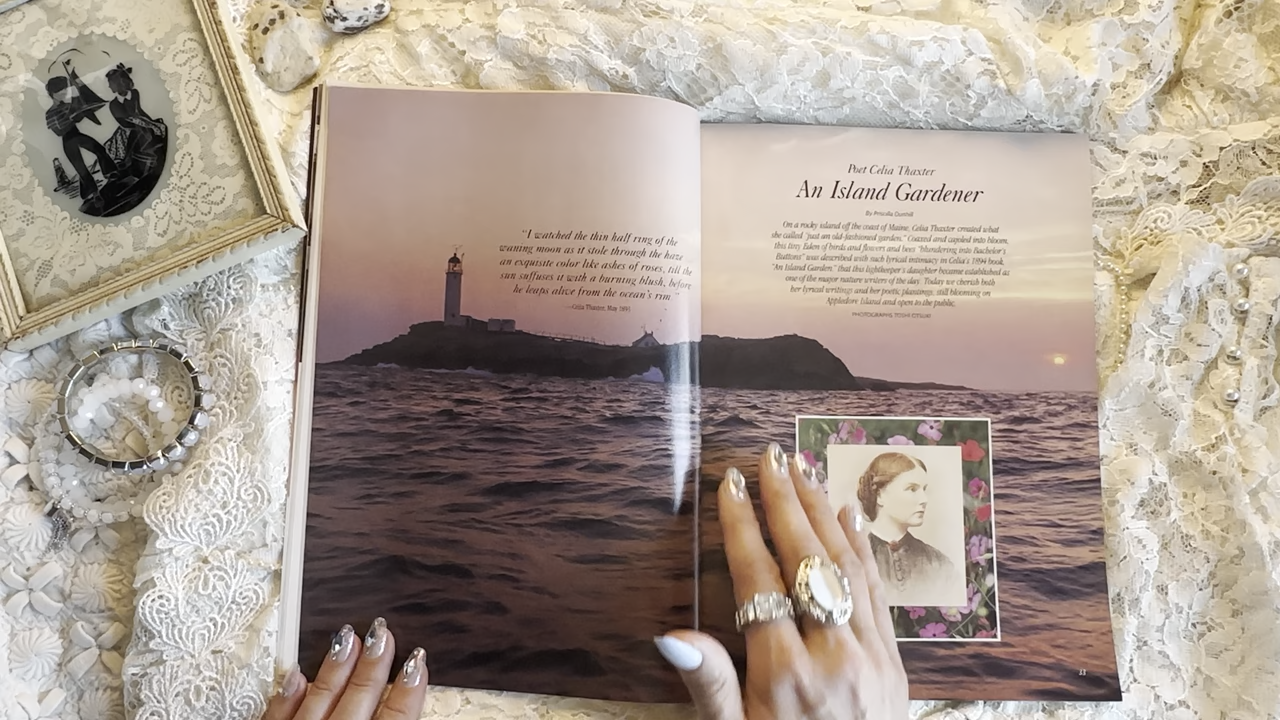 "I watched the thin half ring of the
waning moon as it stole through the haze
an exquisite color like ashes of roses, till the
sun suffuses it with a burning blush, before
he leaps alive from the ocean's rim."
—Celia Thaxter, May 1891
Poet Celia Thaxter
An Island Gardener
By Priscilla Dunhill
On a rocky island off the coast of Maine, Celia Thaxter created what
she called "just an old-fashioned garden." Coaxed and cajoled into bloom,
this tiny Eden of birds and flowers and bees "blundering into Bachelor's
Buttons" was described with such lyrical intimacy in Celia's 1894 book,
"An Island Garden," that this lightkeeper's daughter became established as
one of the major nature writers of the day. Today we cherish both
her lyrical writings and her poetic plantings, still blooming on
Appledore Island and open to the public.
PHOTOGRAPHS: TOSHI OTSUKI